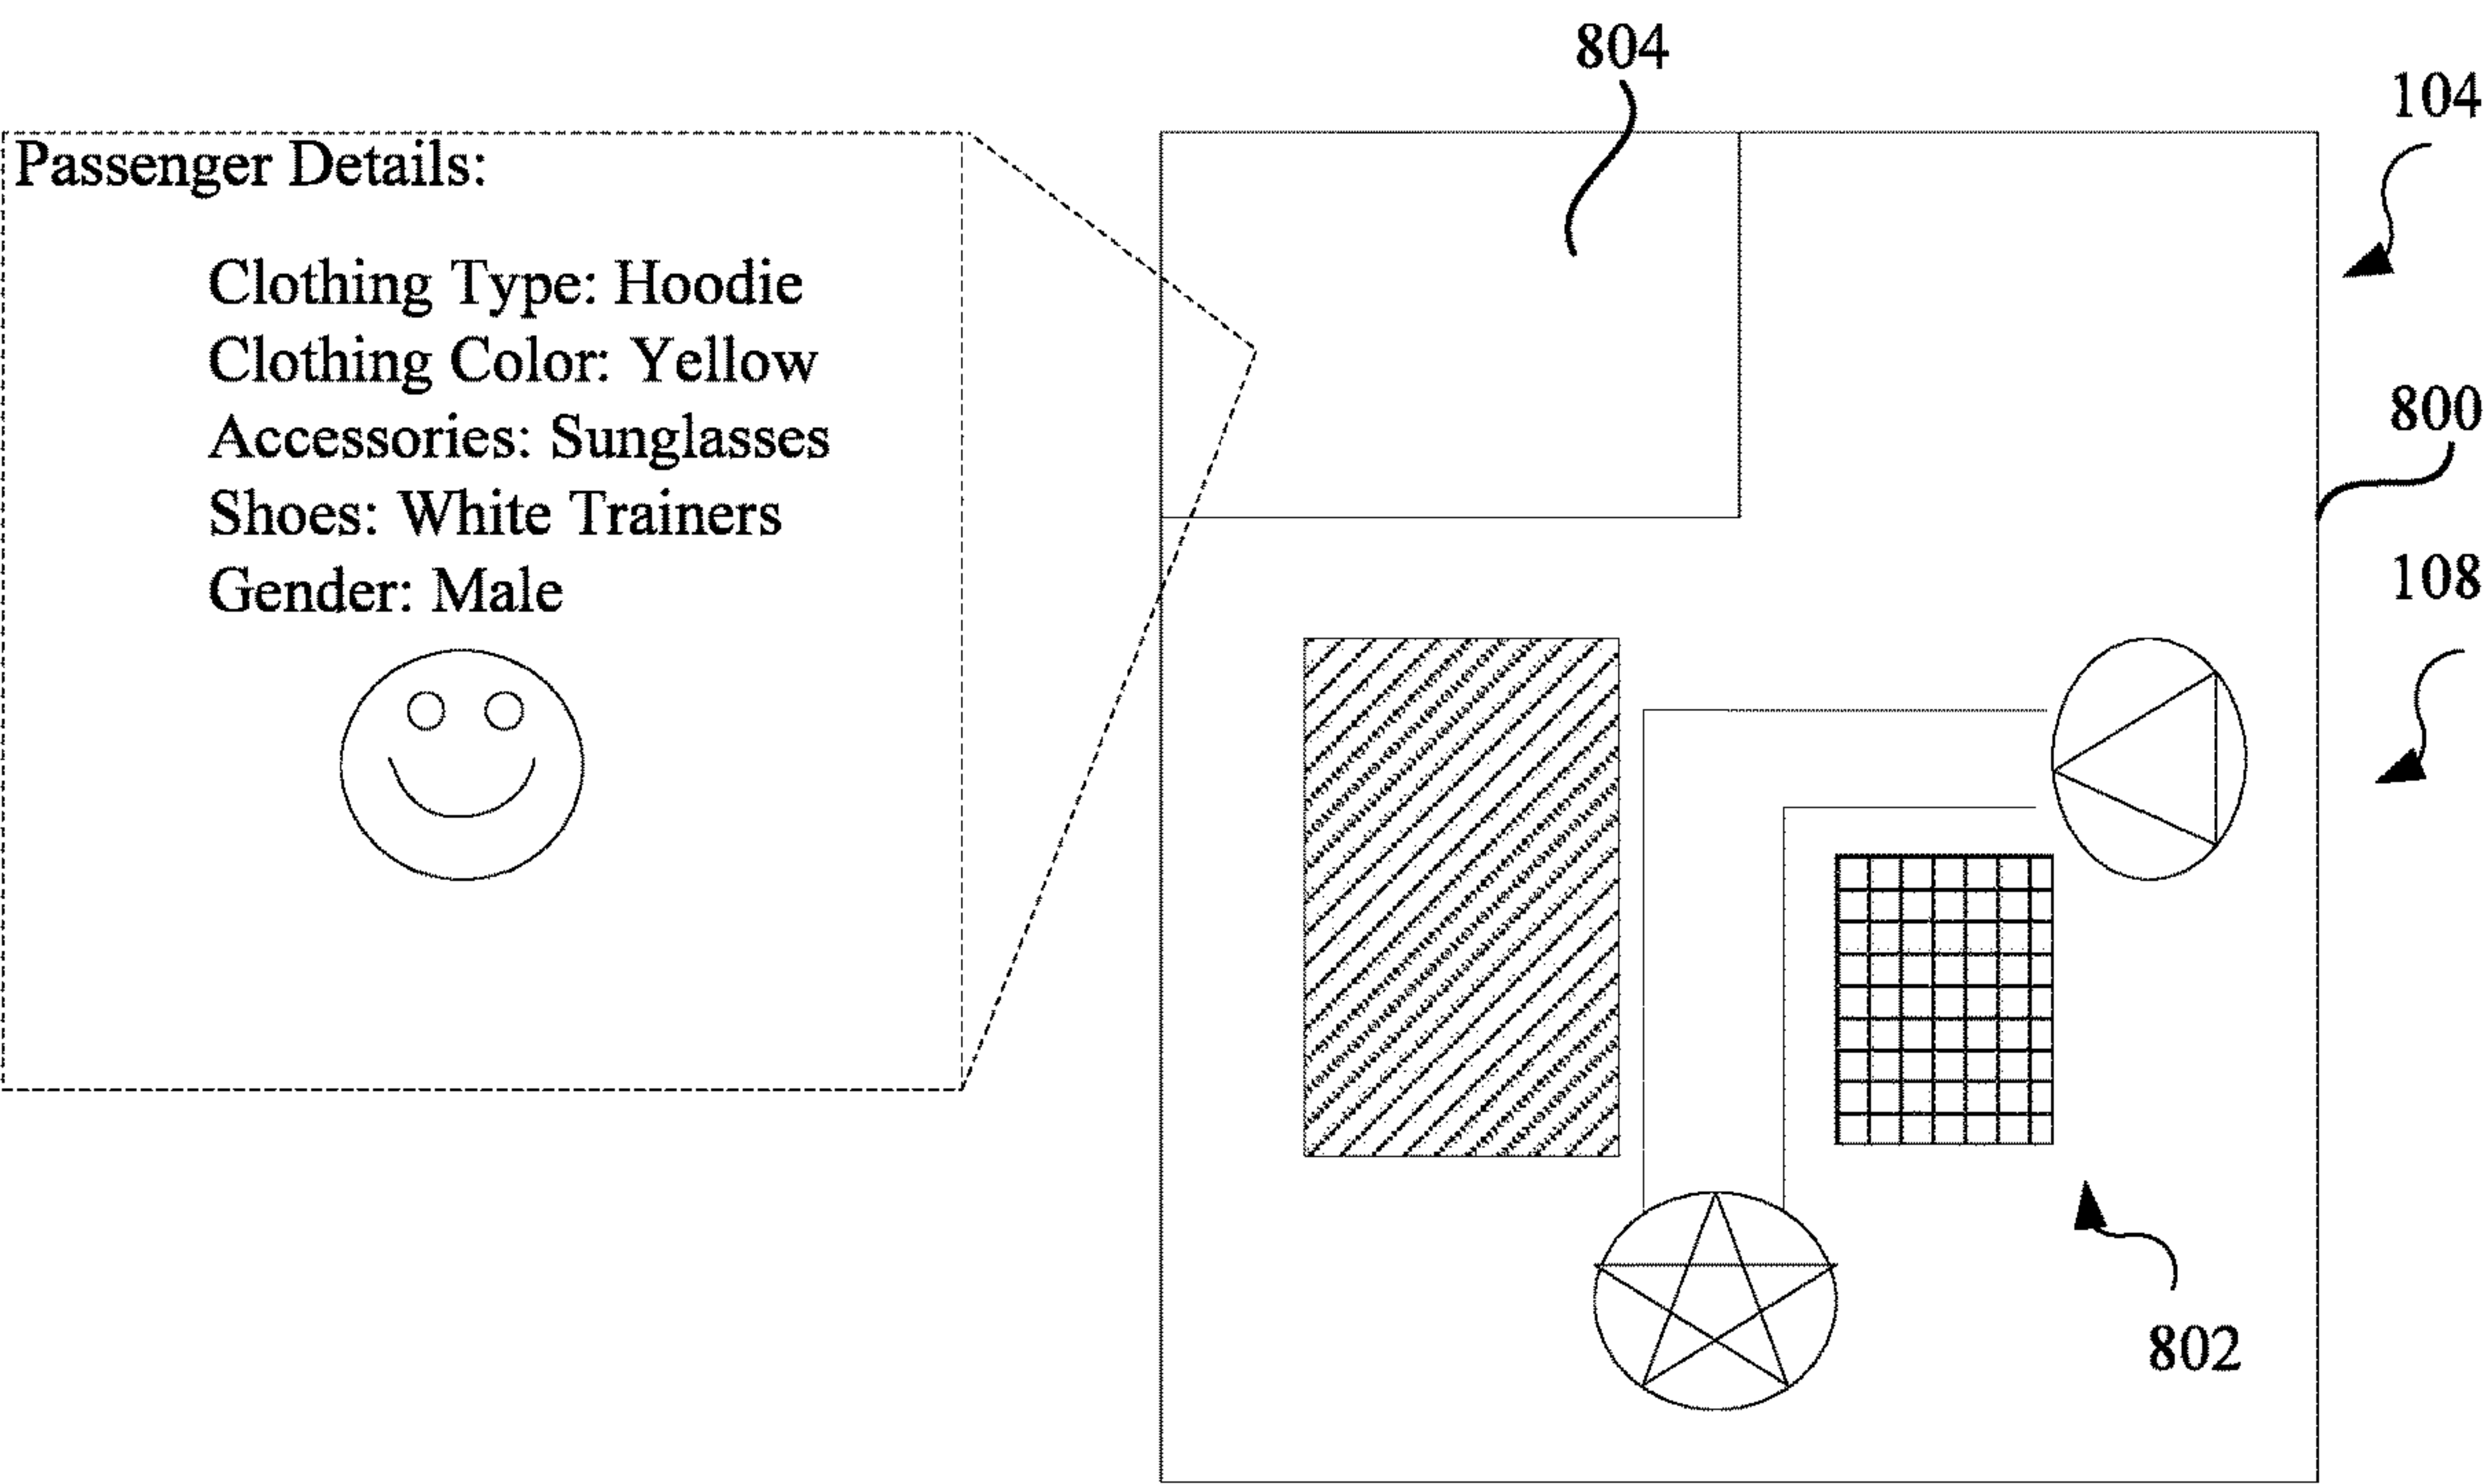 804
104
Passenger Details:
Clothing Type: Hoodie
Clothing Color: Yellow
Accessories: Sunglasses
Shoes: White Trainers
Gender: Male
800
108
802